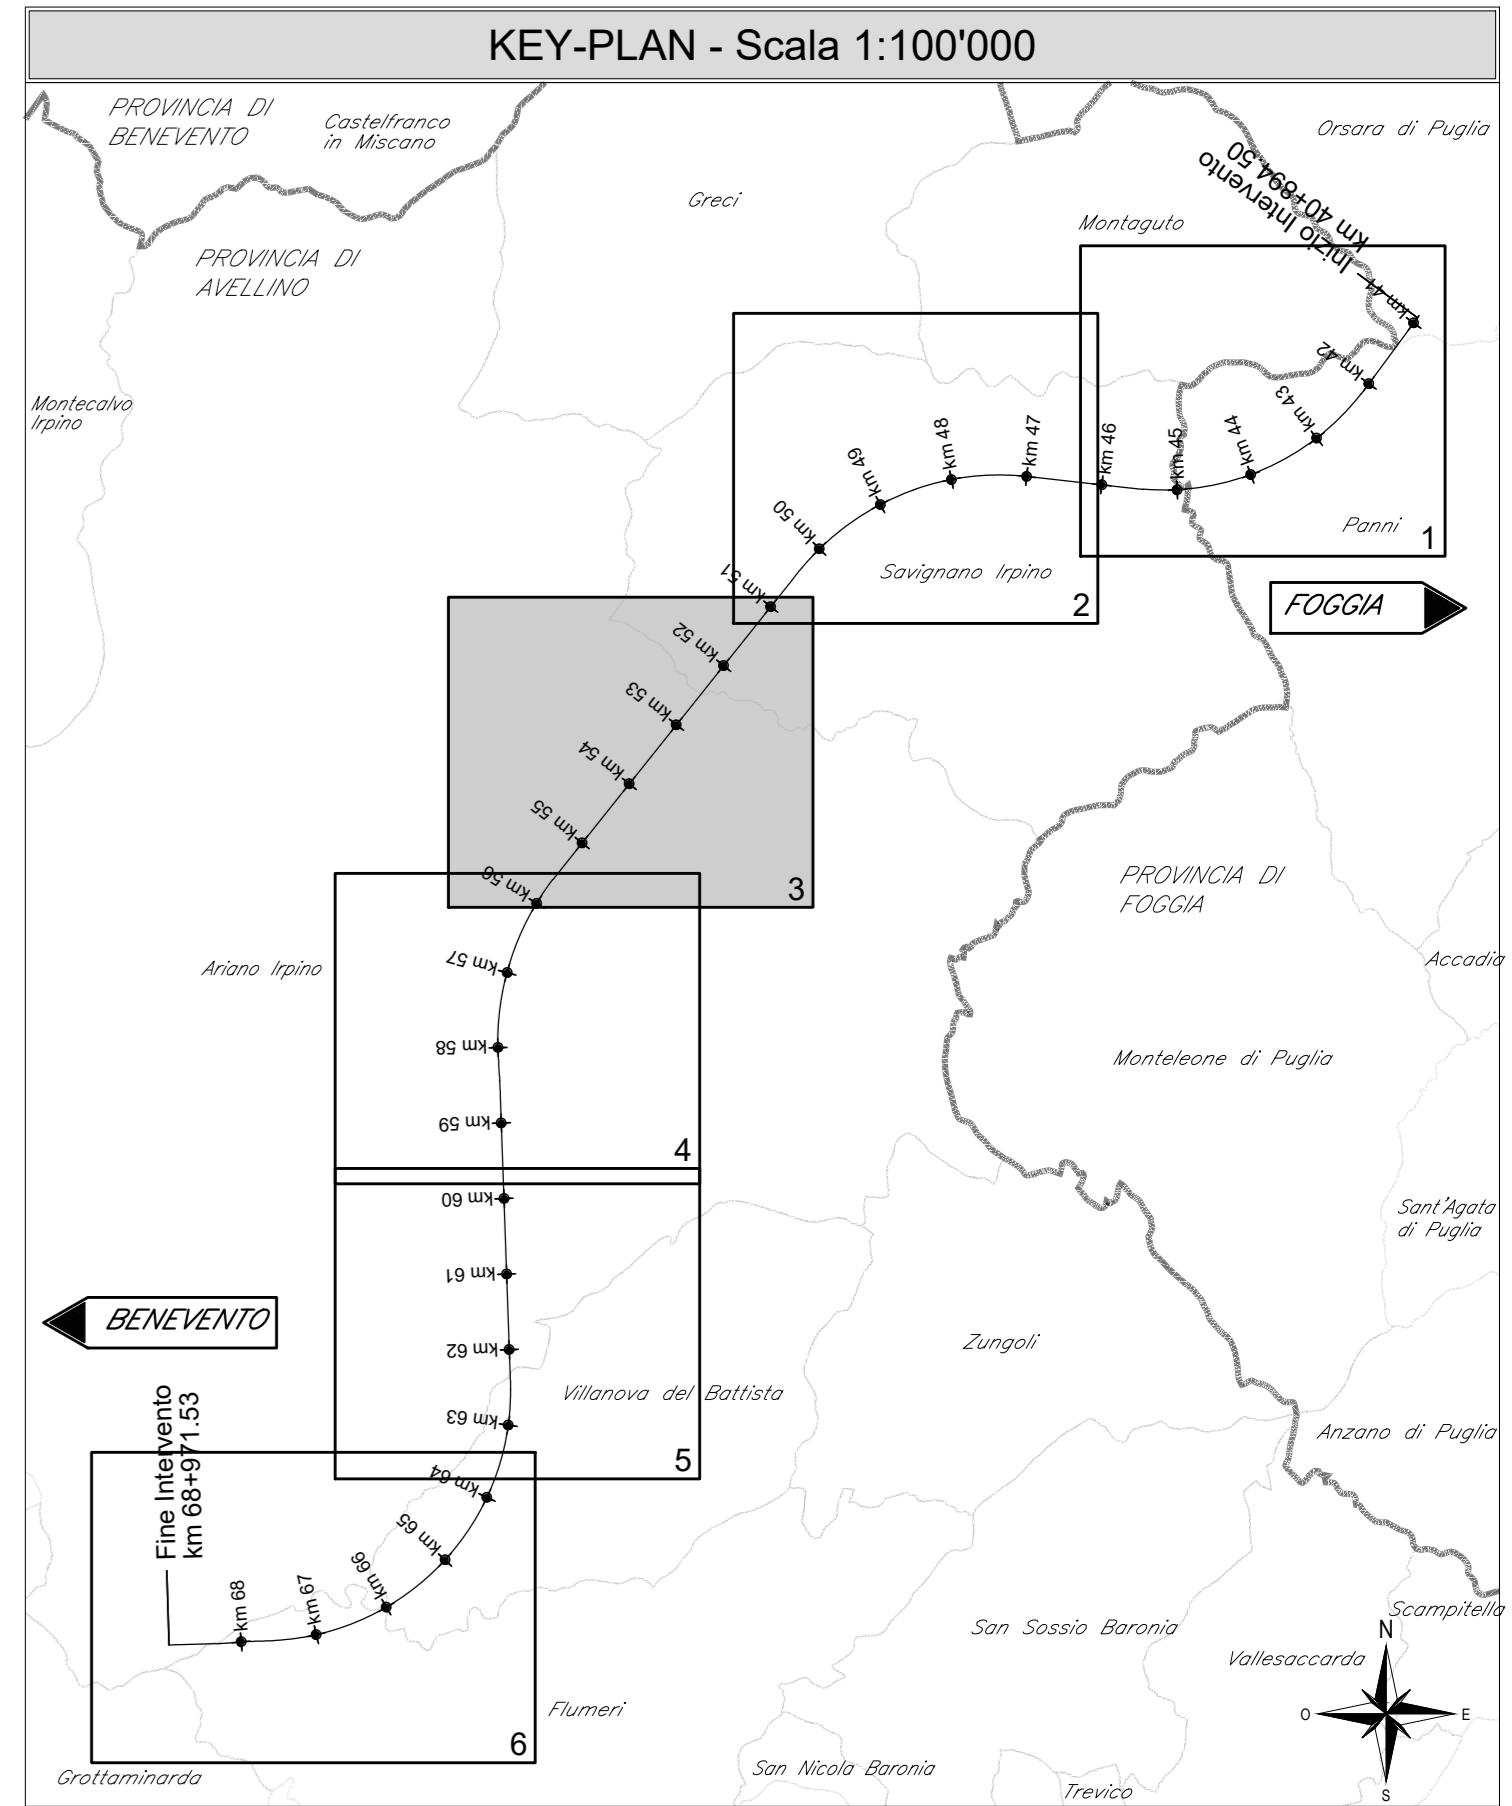 KEY-PLAN - Scala 1:100'000
PROVINCIA DI
BENEVENTO
Castelfranco
in Miscano
Orsara di Puglia
Greci
Montaguto
Inizio Intervento
km 40+894.50
PROVINCIA DI
AVELLINO
Montecalvo
Irpino
km 41
km 42
km 43
km 44
km 45
km 46
km 47
km 48
km 49
km 50
km 51
Panni
1
Savignano Irpino
2
FOGGIA
km 52
km 53
km 54
km 55
km 56
3
PROVINCIA DI
FOGGIA
Ariano Irpino
Accadia
km 57
km 58
km 59
Monteleone di Puglia
4
km 60
km 61
km 62
km 63
Sant'Agata
di Puglia
BENEVENTO
Zungoli
Villanova del Battista
Anzano di Puglia
5
Fine Intervento
km 68+971.53
km 64
km 65
km 66
km 67
km 68
Scampitella
San Sossio Baronia
Vallesaccarda
N
O
E
S
Flumeri
6
Grottaminarda
San Nicola Baronia
Trevico